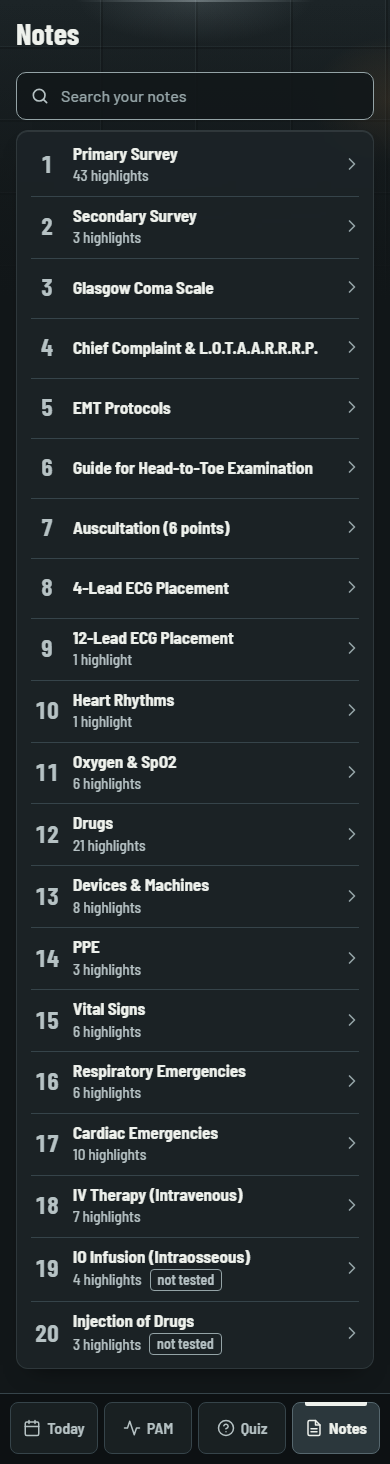 Notes
Search your notes
1 Primary Survey
43 highlights
2 Secondary Survey
3 highlights
3 Glasgow Coma Scale
4 Chief Complaint & L.O.T.A.A.R.R.R.P.
5 EMT Protocols
6 Guide for Head-to-Toe Examination
7 Auscultation (6 points)
8 4-Lead ECG Placement
9 12-Lead ECG Placement
1 highlight
10 Heart Rhythms
1 highlight
11 Oxygen & SpO2
6 highlights
12 Drugs
21 highlights
13 Devices & Machines
8 highlights
14 PPE
3 highlights
15 Vital Signs
6 highlights
16 Respiratory Emergencies
6 highlights
17 Cardiac Emergencies
10 highlights
18 IV Therapy (Intravenous)
7 highlights
19 IO Infusion (Intraosseous)
4 highlights not tested
20 Injection of Drugs
3 highlights not tested
Today PAM Quiz Notes